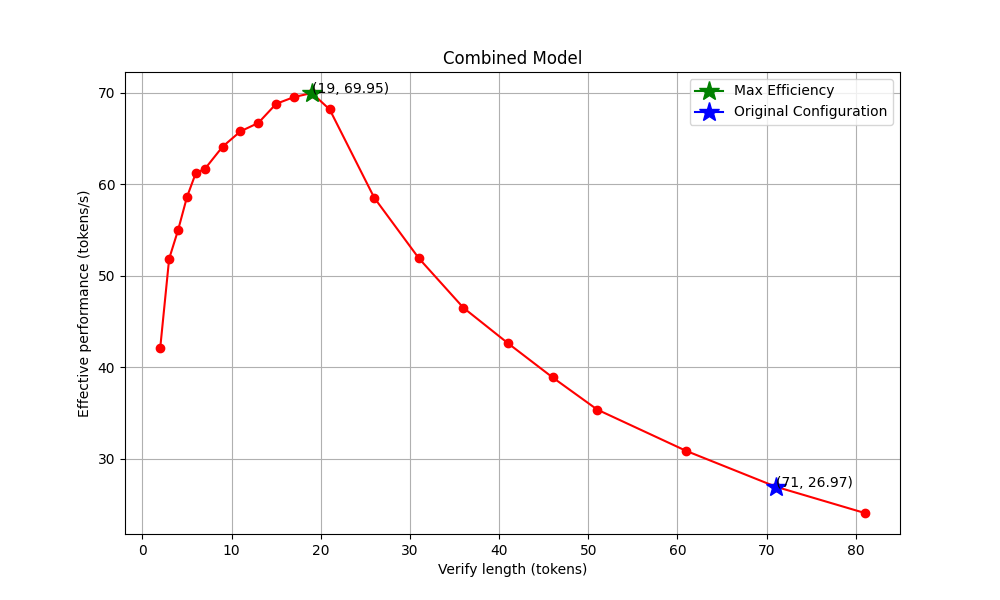 Combined Model
(19, 69.95)
Max Efficiency
Original Configuration
(71, 26.97)
70
60
50
40
30
Effective performance (tokens/s)
0 10 20 30 40 50 60 70 80
Verify length (tokens)